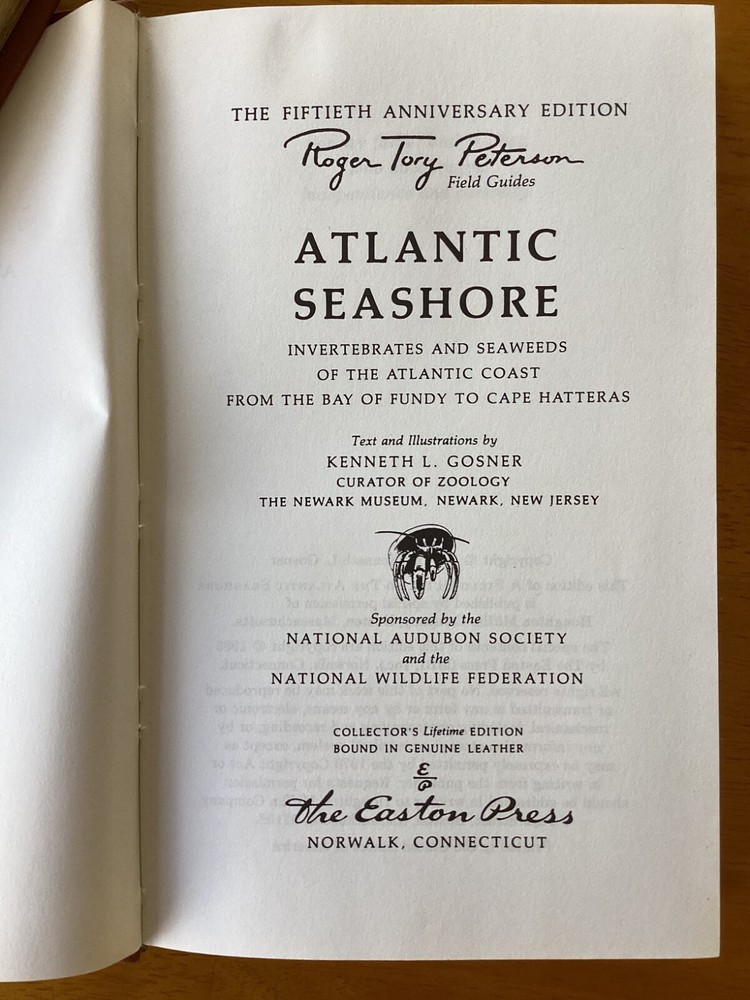 THE FIFTIETH ANNIVERSARY EDITION
Roger Tory Peterson
Field Guides
ATLANTIC
SEASHORE
INVERTEBRATES AND SEAWEEDS
OF THE ATLANTIC COAST
FROM THE BAY OF FUNDY TO CAPE HATTERAS
Text and Illustrations by
KENNETH L. GOSNER
CURATOR OF ZOOLOGY
THE NEWARK MUSEUM, NEWARK, NEW JERSEY
Sponsored by the
NATIONAL AUDUBON SOCIETY
and the
NATIONAL WILDLIFE FEDERATION
COLLECTOR'S Lifetime EDITION
BOUND IN GENUINE LEATHER
E
P
The Easton Press
NORWALK, CONNECTICUT